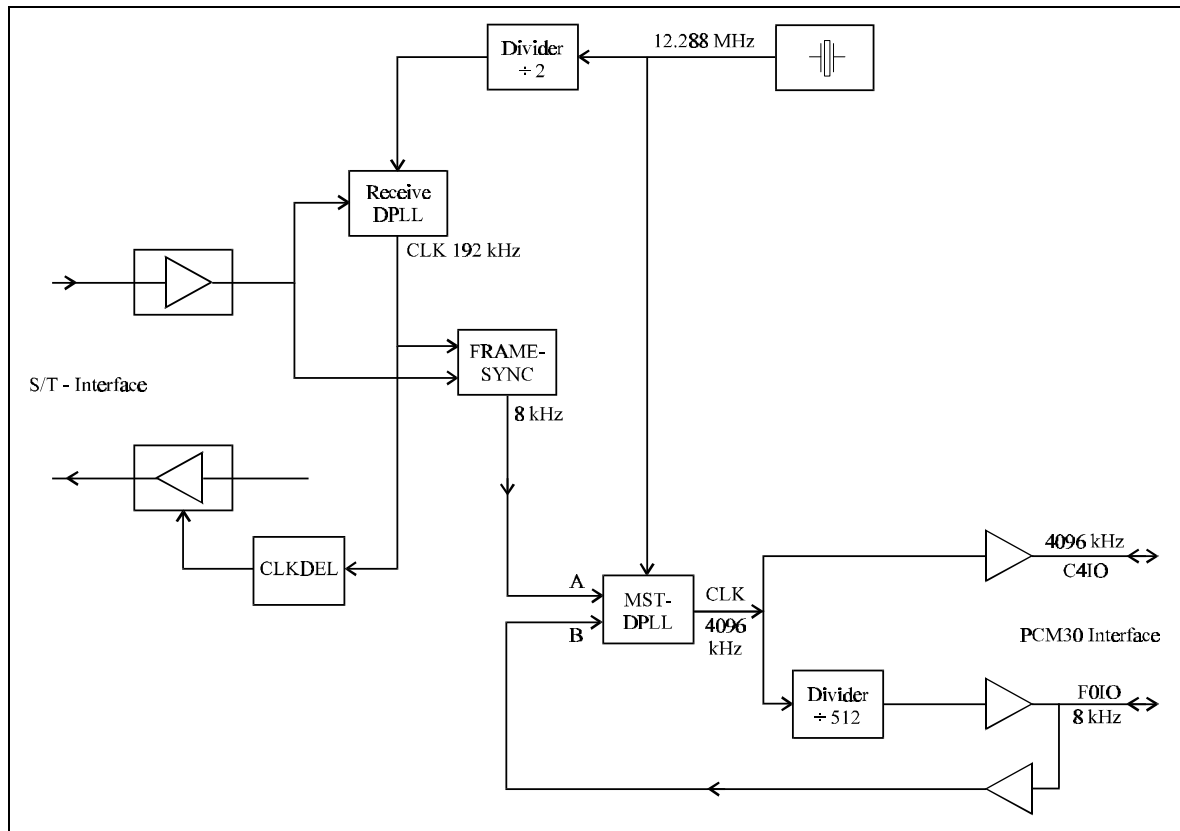 Divider
÷ 2
12.288 MHz
Receive
DPLL
CLK 192 kHz
FRAME-
SYNC
S/T - Interface
8 kHz
CLKDEL
A
B
MST-
DPLL
CLK
4096
kHz
4096 kHz
C4IO
PCM30 Interface
Divider
÷ 512
F0IO
8 kHz